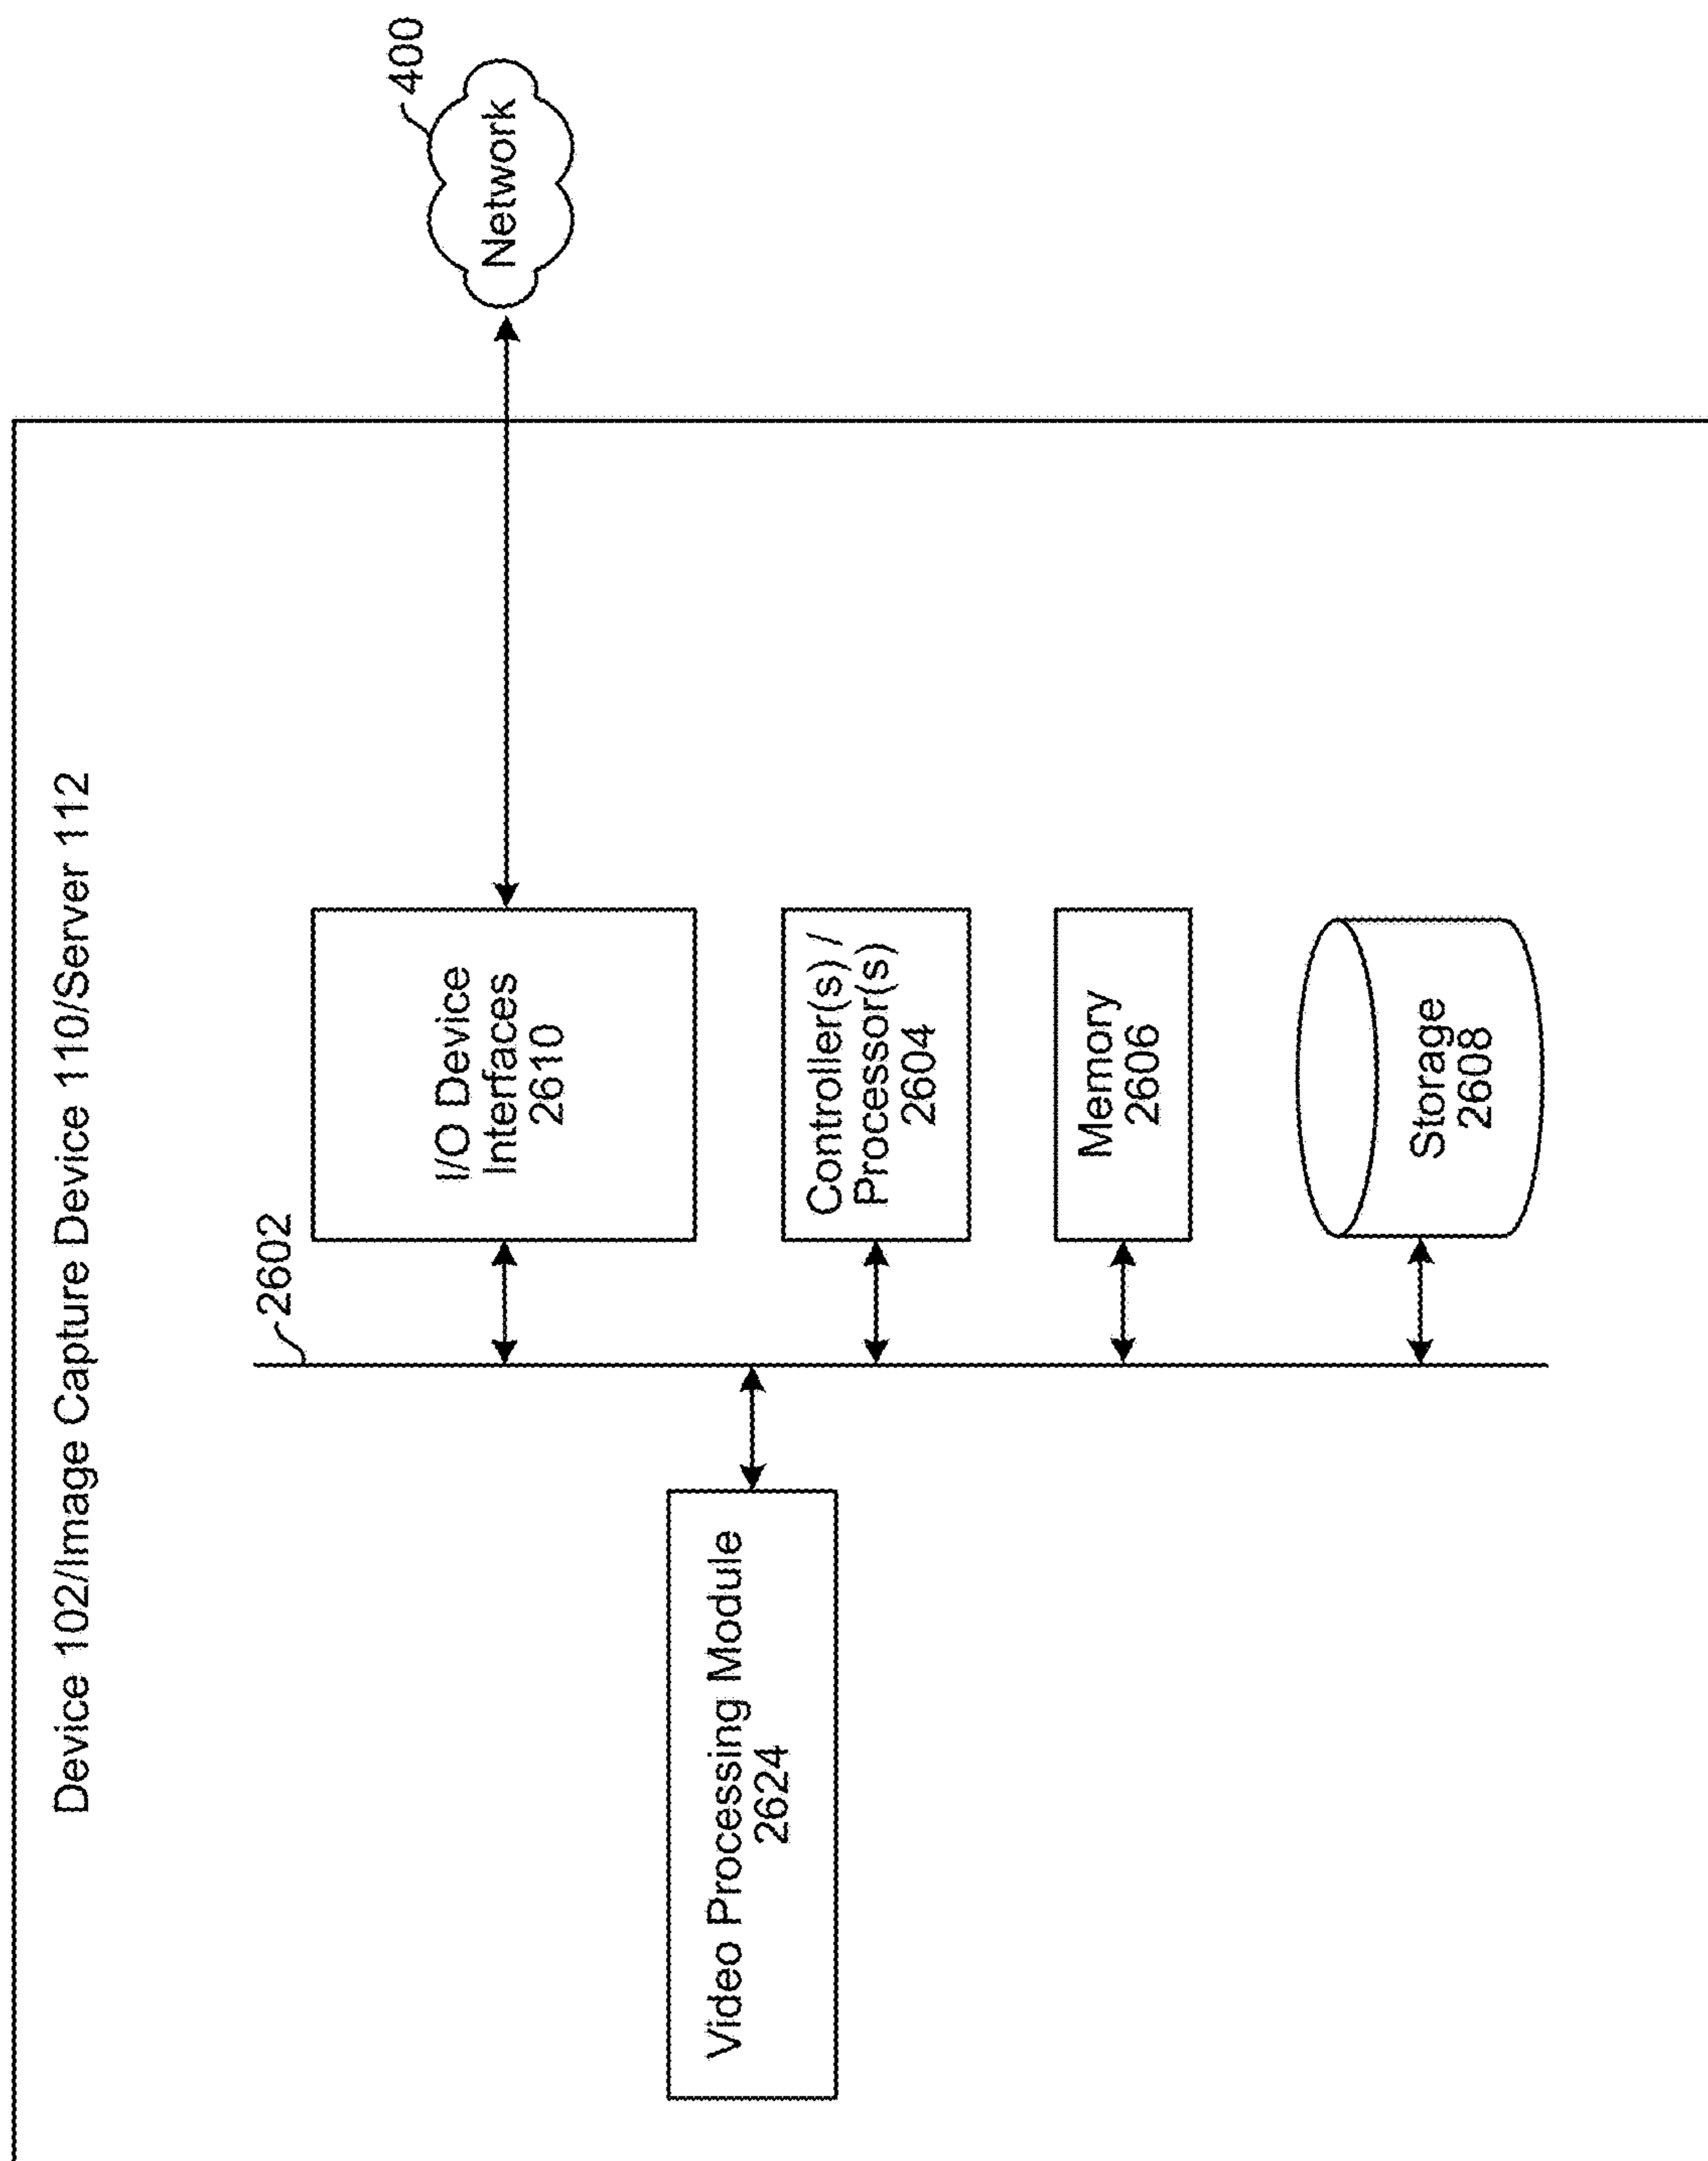 Device 102/Image Capture Device 110/Server 112
2602
I/O Device
Interfaces
2610
400
Network
Video Processing Module
2624
Controller(s) /
Processor(s)
2604
Memory
2606
Storage
2608